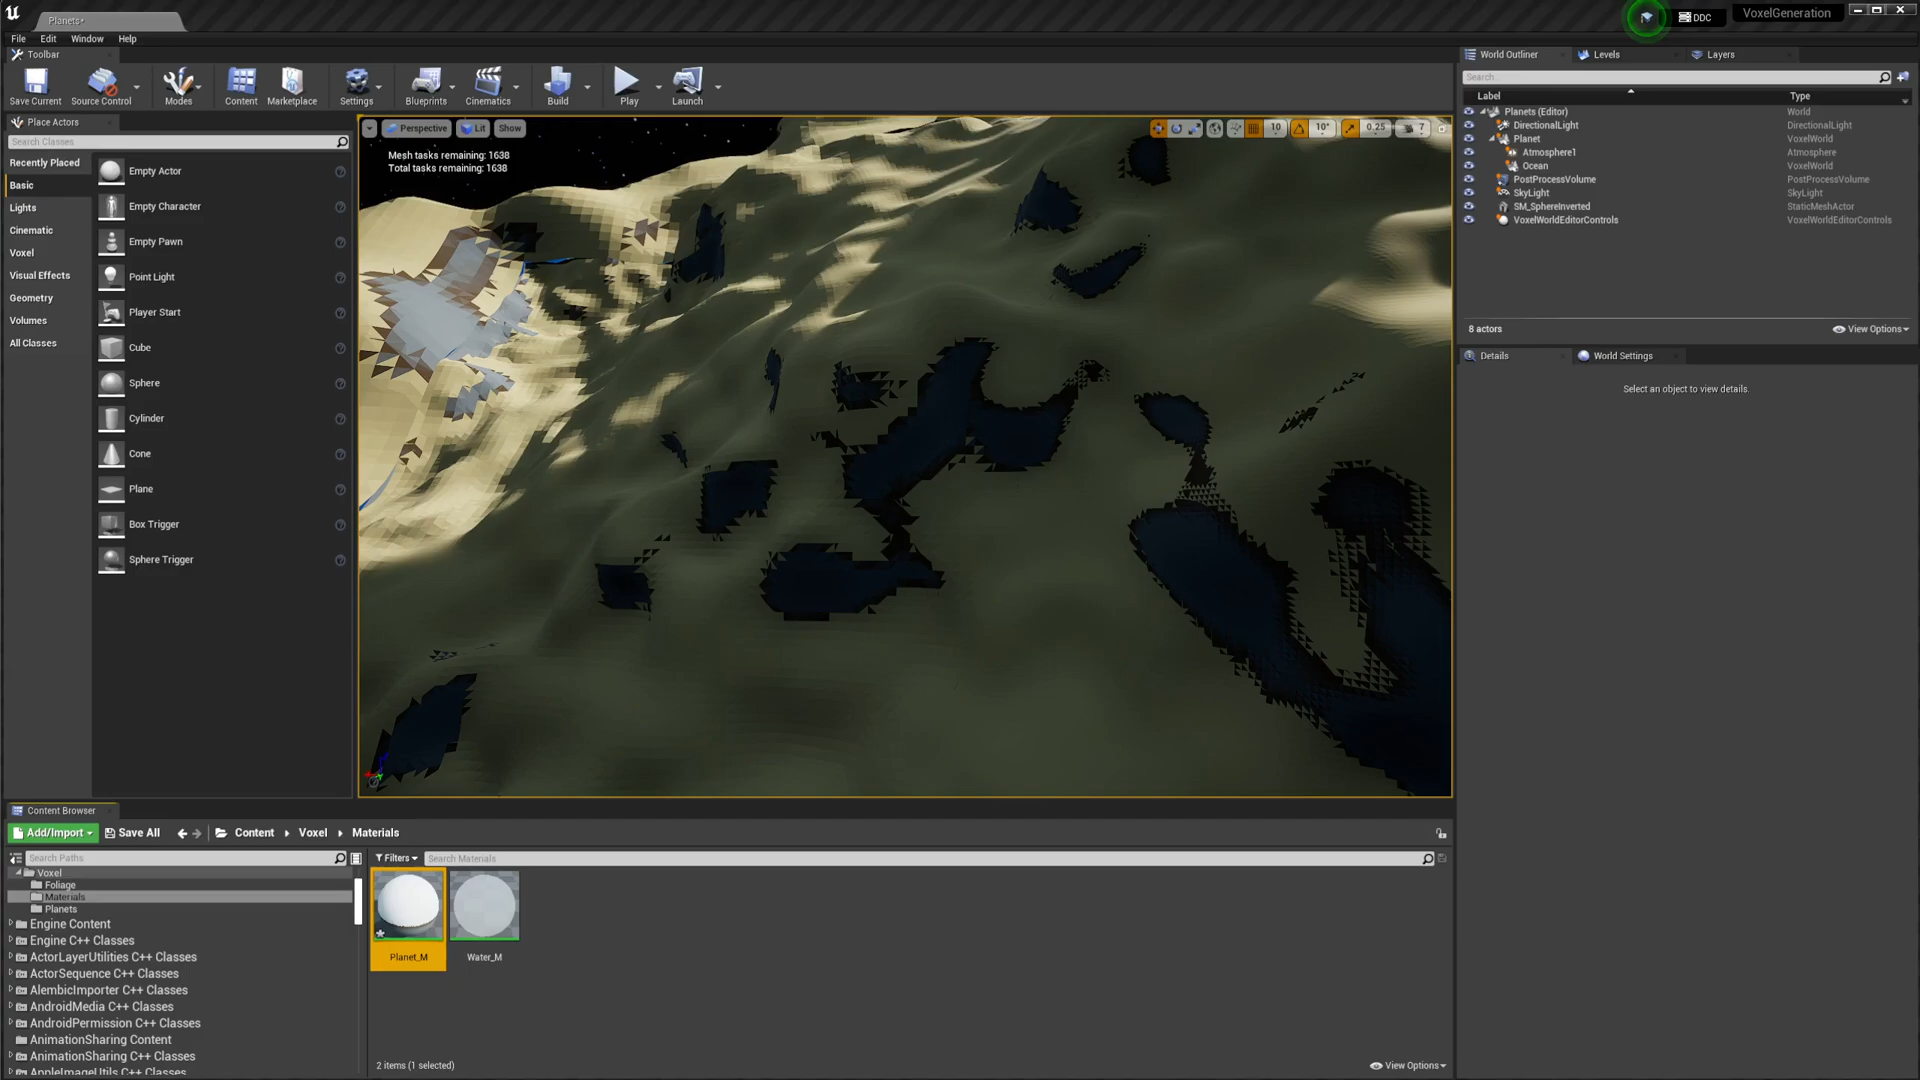 Planets*
DDC
VoxelGeneration
File Edit Window Help
Toolbar
Save Current
Source Control
Modes
Content
Marketplace
Settings
Blueprints
Cinematics
Build
Play
Launch
Place Actors
Search Classes
Recently Placed
Basic
Lights
Cinematic
Voxel
Visual Effects
Geometry
Volumes
All Classes
Empty Actor
Empty Character
Empty Pawn
Point Light
Player Start
Cube
Sphere
Cylinder
Cone
Plane
Box Trigger
Sphere Trigger
Perspective Lit Show
10 10° 0.25 7
Mesh tasks remaining: 1638
Total tasks remaining: 1638
World Outliner Levels Layers
Search...
Label Type
Planets (Editor) World
DirectionalLight DirectionalLight
Planet VoxelWorld
Atmosphere1 Atmosphere
Ocean VoxelWorld
PostProcessVolume PostProcessVolume
SkyLight SkyLight
SM_SphereInverted StaticMeshActor
VoxelWorldEditorControls VoxelWorldEditorControls
8 actors View Options
Details World Settings
Select an object to view details.
Content Browser
Add/Import Save All Content Voxel Materials
Search Paths
Voxel
Foliage
Materials
Planets
Engine Content
Engine C++ Classes
ActorLayerUtilities C++ Classes
ActorSequence C++ Classes
AlembicImporter C++ Classes
AndroidMedia C++ Classes
AndroidPermission C++ Classes
AnimationSharing Content
AnimationSharing C++ Classes
AppleImageUtils C++ Classes
Filters Search Materials
Planet_M
Water_M
2 items (1 selected) View Options